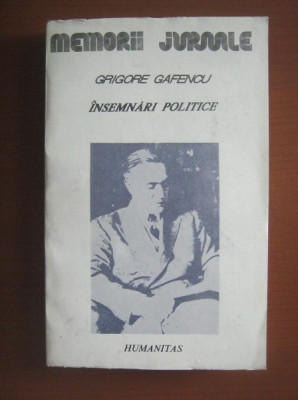 MEMORII JURNALE
GRIGORE GAFENCU
ÎNSEMNĂRI POLITICE
HUMANITAS